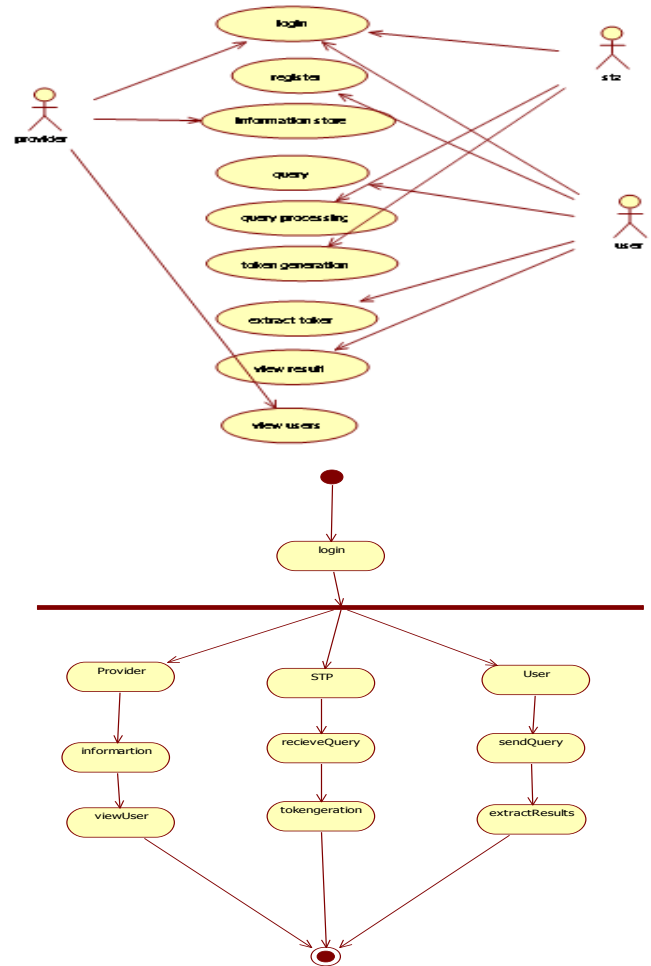 login
register
information store
query
query processing
token generation
extract token
view result
view users
provider
user
login
Provider
STP
User
informartion
recieveQuery
sendQuery
viewUser
tokengeration
extractResults